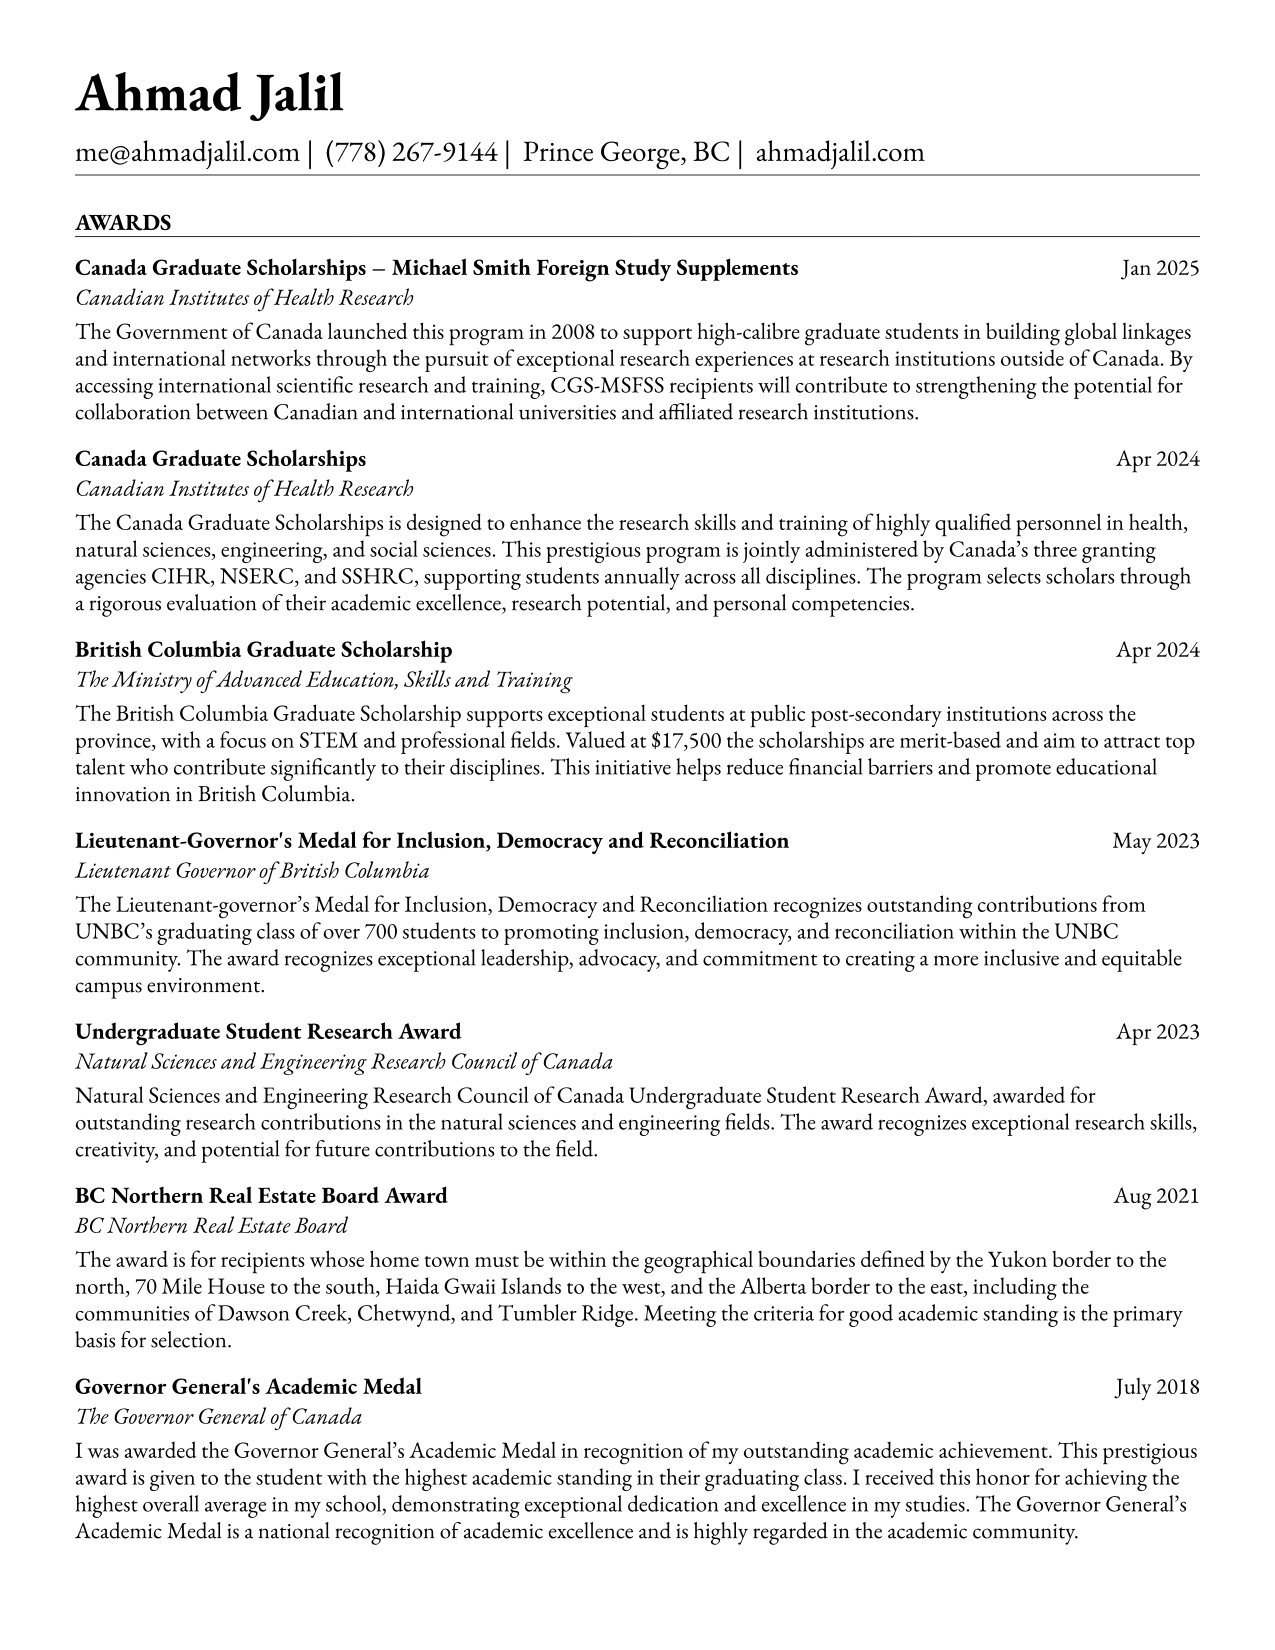 Ahmad Jalil
me@ahmadjalil.com | (778) 267-9144 | Prince George, BC | ahmadjalil.com
AWARDS
Canada Graduate Scholarships – Michael Smith Foreign Study Supplements Jan 2025
Canadian Institutes of Health Research
The Government of Canada launched this program in 2008 to support high-calibre graduate students in building global linkages
and international networks through the pursuit of exceptional research experiences at research institutions outside of Canada. By
accessing international scientific research and training, CGS-MSFSS recipients will contribute to strengthening the potential for
collaboration between Canadian and international universities and affiliated research institutions.
Canada Graduate Scholarships Apr 2024
Canadian Institutes of Health Research
The Canada Graduate Scholarships is designed to enhance the research skills and training of highly qualified personnel in health,
natural sciences, engineering, and social sciences. This prestigious program is jointly administered by Canada’s three granting
agencies CIHR, NSERC, and SSHRC, supporting students annually across all disciplines. The program selects scholars through
a rigorous evaluation of their academic excellence, research potential, and personal competencies.
British Columbia Graduate Scholarship Apr 2024
The Ministry of Advanced Education, Skills and Training
The British Columbia Graduate Scholarship supports exceptional students at public post-secondary institutions across the
province, with a focus on STEM and professional fields. Valued at $17,500 the scholarships are merit-based and aim to attract top
talent who contribute significantly to their disciplines. This initiative helps reduce financial barriers and promote educational
innovation in British Columbia.
Lieutenant-Governor's Medal for Inclusion, Democracy and Reconciliation May 2023
Lieutenant Governor of British Columbia
The Lieutenant-governor’s Medal for Inclusion, Democracy and Reconciliation recognizes outstanding contributions from
UNBC’s graduating class of over 700 students to promoting inclusion, democracy, and reconciliation within the UNBC
community. The award recognizes exceptional leadership, advocacy, and commitment to creating a more inclusive and equitable
campus environment.
Undergraduate Student Research Award Apr 2023
Natural Sciences and Engineering Research Council of Canada
Natural Sciences and Engineering Research Council of Canada Undergraduate Student Research Award, awarded for
outstanding research contributions in the natural sciences and engineering fields. The award recognizes exceptional research skills,
creativity, and potential for future contributions to the field.
BC Northern Real Estate Board Award Aug 2021
BC Northern Real Estate Board
The award is for recipients whose home town must be within the geographical boundaries defined by the Yukon border to the
north, 70 Mile House to the south, Haida Gwaii Islands to the west, and the Alberta border to the east, including the
communities of Dawson Creek, Chetwynd, and Tumbler Ridge. Meeting the criteria for good academic standing is the primary
basis for selection.
Governor General's Academic Medal July 2018
The Governor General of Canada
I was awarded the Governor General’s Academic Medal in recognition of my outstanding academic achievement. This prestigious
award is given to the student with the highest academic standing in their graduating class. I received this honor for achieving the
highest overall average in my school, demonstrating exceptional dedication and excellence in my studies. The Governor General’s
Academic Medal is a national recognition of academic excellence and is highly regarded in the academic community.